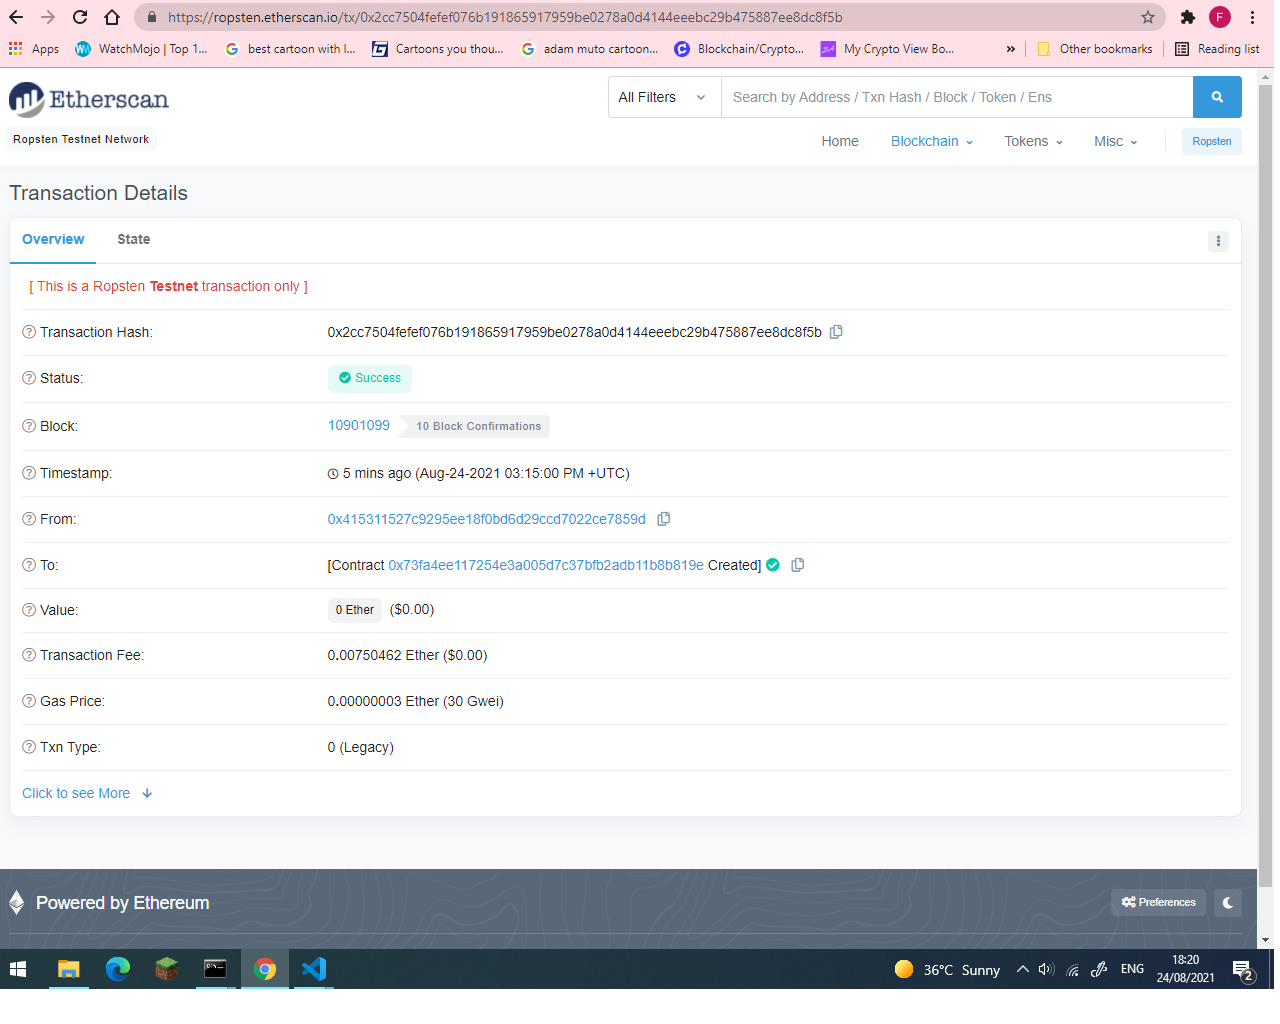 https://ropsten.etherscan.io/tx/0x2cc7504fefef076b191865917959be0278a0d4144eeebc29b475887ee8dc8f5b
F
Apps
WatchMojo | Top 1...
best cartoon with l...
Cartoons you thou...
adam muto cartoon...
Blockchain/Crypto...
My Crypto View Bo...
»
Other bookmarks
Reading list
Etherscan
All Filters
Search by Address / Txn Hash / Block / Token / Ens
Ropsten Testnet Network
Home
Blockchain
Tokens
Misc
Ropsten
Transaction Details
Overview
State
[ This is a Ropsten Testnet transaction only ]
Transaction Hash:
0x2cc7504fefef076b191865917959be0278a0d4144eeebc29b475887ee8dc8f5b
Status:
Success
Block:
10901099
10 Block Confirmations
Timestamp:
5 mins ago (Aug-24-2021 03:15:00 PM +UTC)
From:
0x415311527c9295ee18f0bd6d29ccd7022ce7859d
To:
[Contract 0x73fa4ee117254e3a005d7c37bfb2adb11b8b819e Created]
Value:
0 Ether ($0.00)
Transaction Fee:
0.00750462 Ether ($0.00)
Gas Price:
0.00000003 Ether (30 Gwei)
Txn Type:
0 (Legacy)
Click to see More
Powered by Ethereum
Preferences
36°C Sunny
ENG
18:20
24/08/2021
2